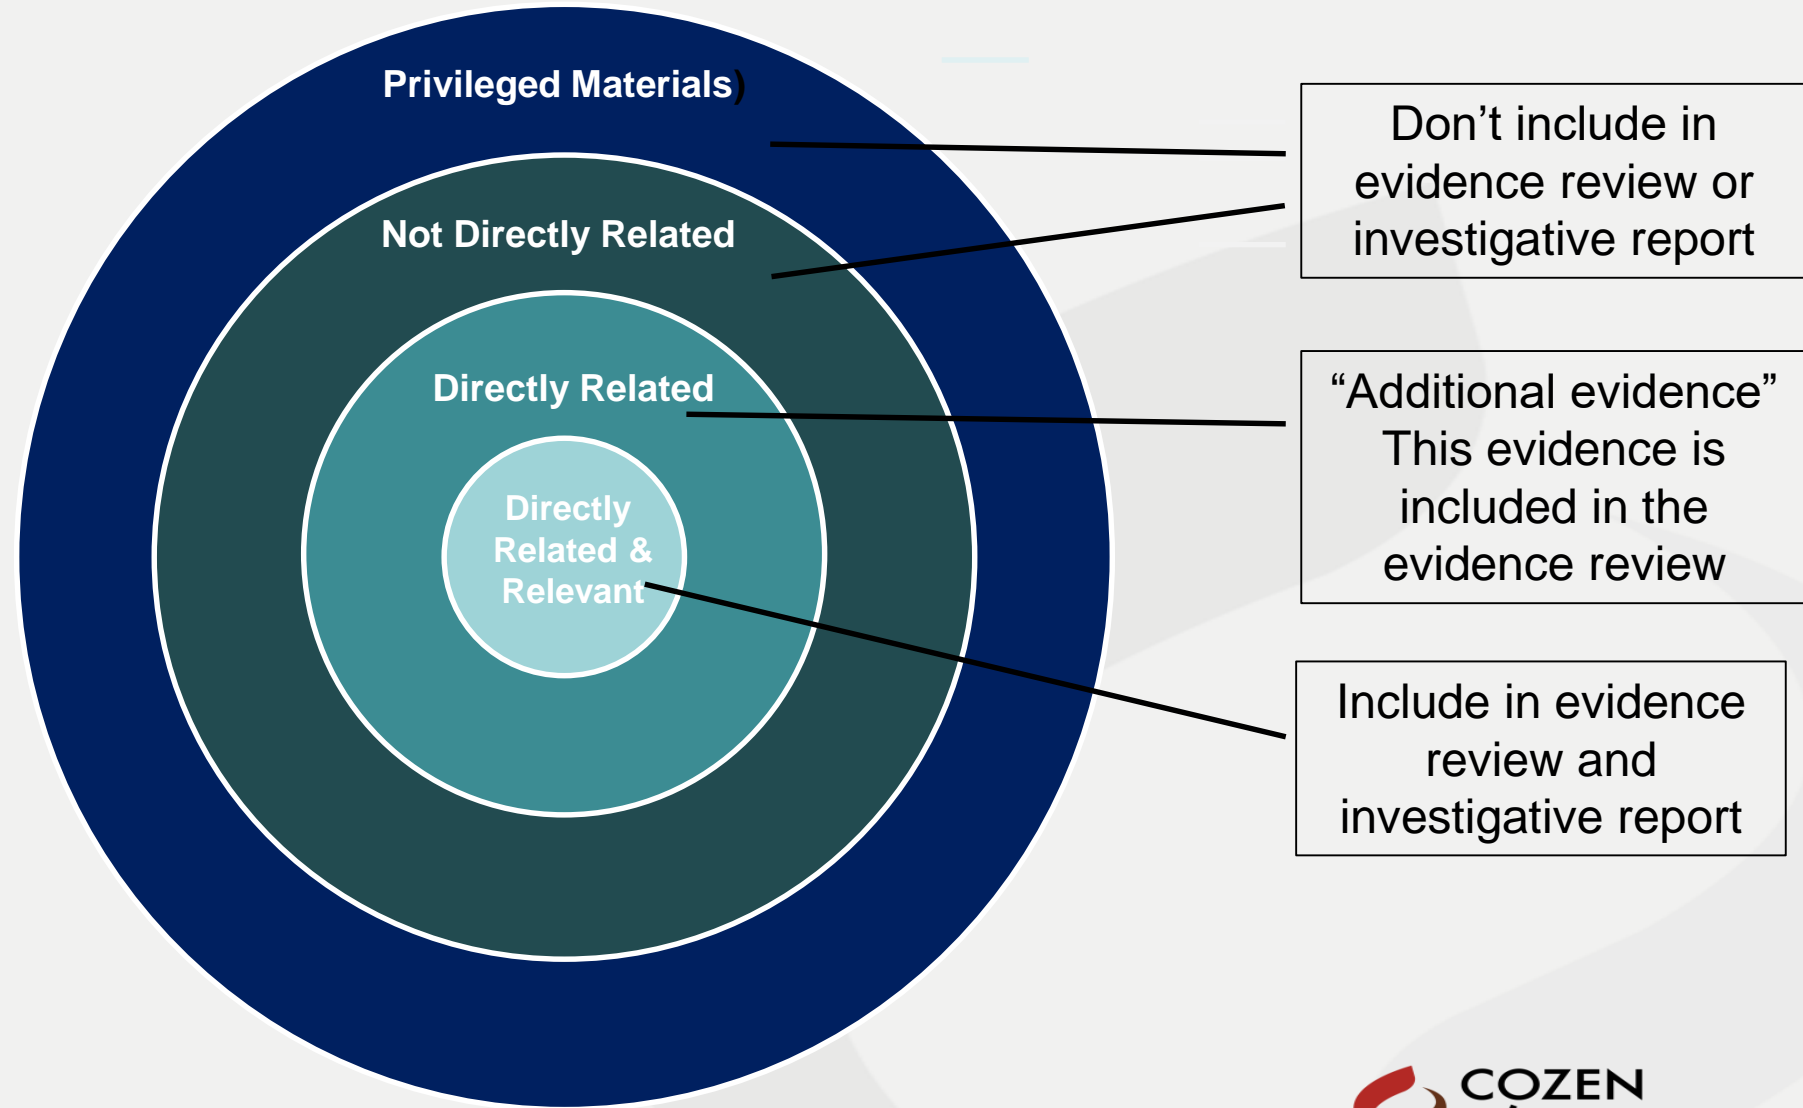 Privileged Materials)
Not Directly Related
Directly Related
Directly
Related &
Relevant
Don’t include in
evidence review or
investigative report
“Additional evidence”
This evidence is
included in the
evidence review
Include in evidence
review and
investigative report
COZEN